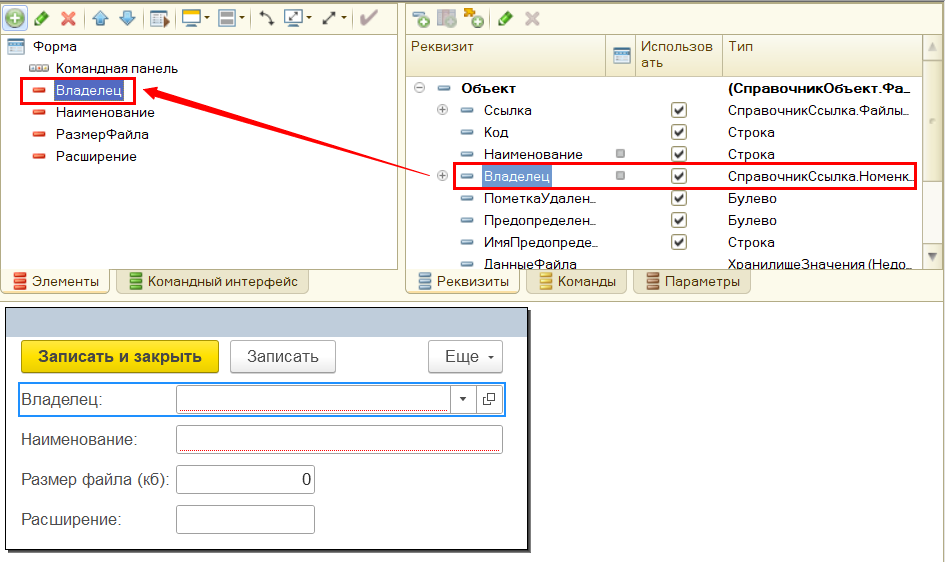 Форма
Командная панель
Владелец
Наименование
РазмерФайла
Расширение
Элементы
Командный интерфейс
Реквизит
Использов
ать
Тип
Объект (СправочникОбъект.Фа...
Ссылка СправочникСсылка.Файлы...
Код Строка
Наименование Строка
Владелец СправочникСсылка.Номенк...
ПометкаУдален... Булево
Предопределен... Булево
ИмяПредопреде... Строка
ДанныеФайла ХранилищеЗначения (Недо...
Реквизиты
Команды
Параметры
Записать и закрыть
Записать
Еще
Владелец:
Наименование:
Размер файла (кб): 0
Расширение: